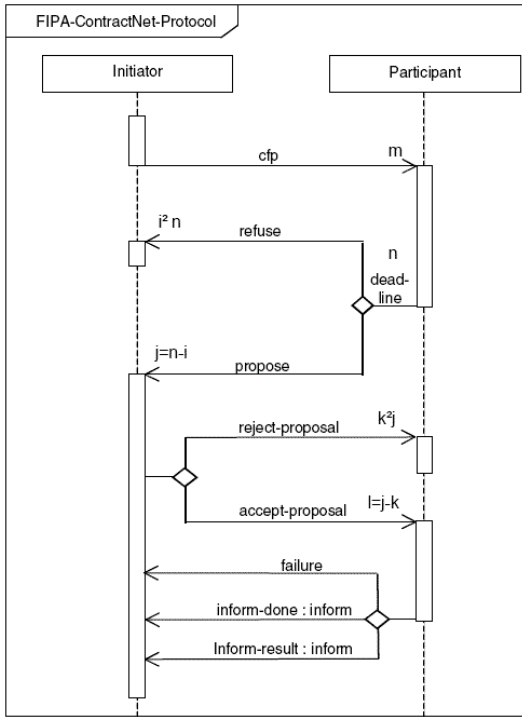 FIPA-ContractNet-Protocol
Initiator
Participant
cfp
m
i² n
refuse
n
dead-
line
j=n-i
propose
k²j
reject-proposal
l=j-k
accept-proposal
failure
inform-done : inform
Inform-result : inform